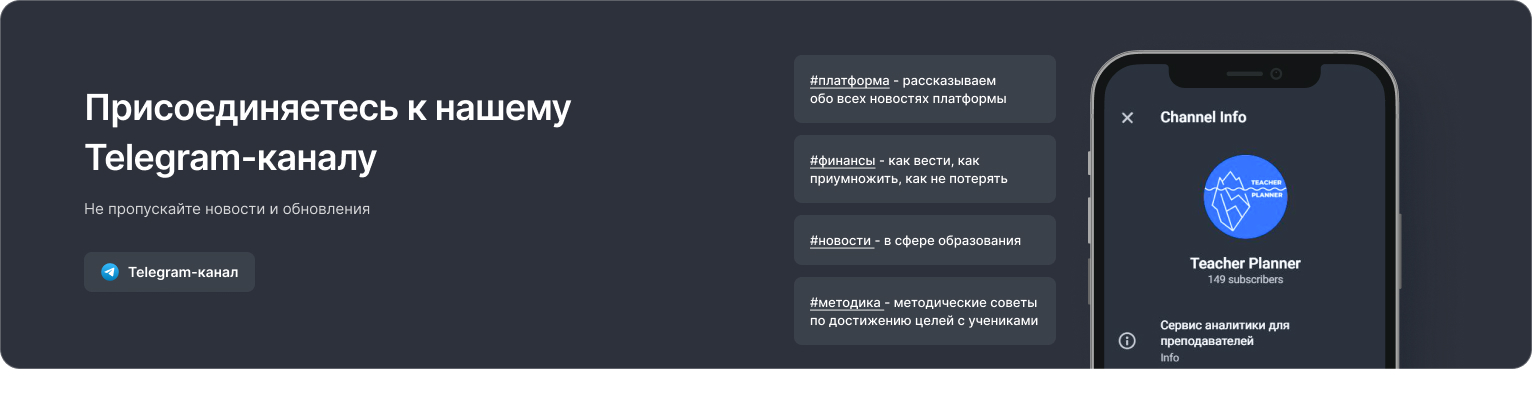 Присоединяетесь к нашему
Telegram-каналу
Не пропускайте новости и обновления
Telegram-канал
#платформа - рассказываем
обо всех новостях платформы
#финансы - как вести, как
приумножить, как не потерять
#новости - в сфере образования
#методика - методические советы
по достижению целей с учениками
Channel Info
TEACHER
PLANNER
Teacher Planner
149 subscribers
Сервис аналитики для
преподавателей
Info